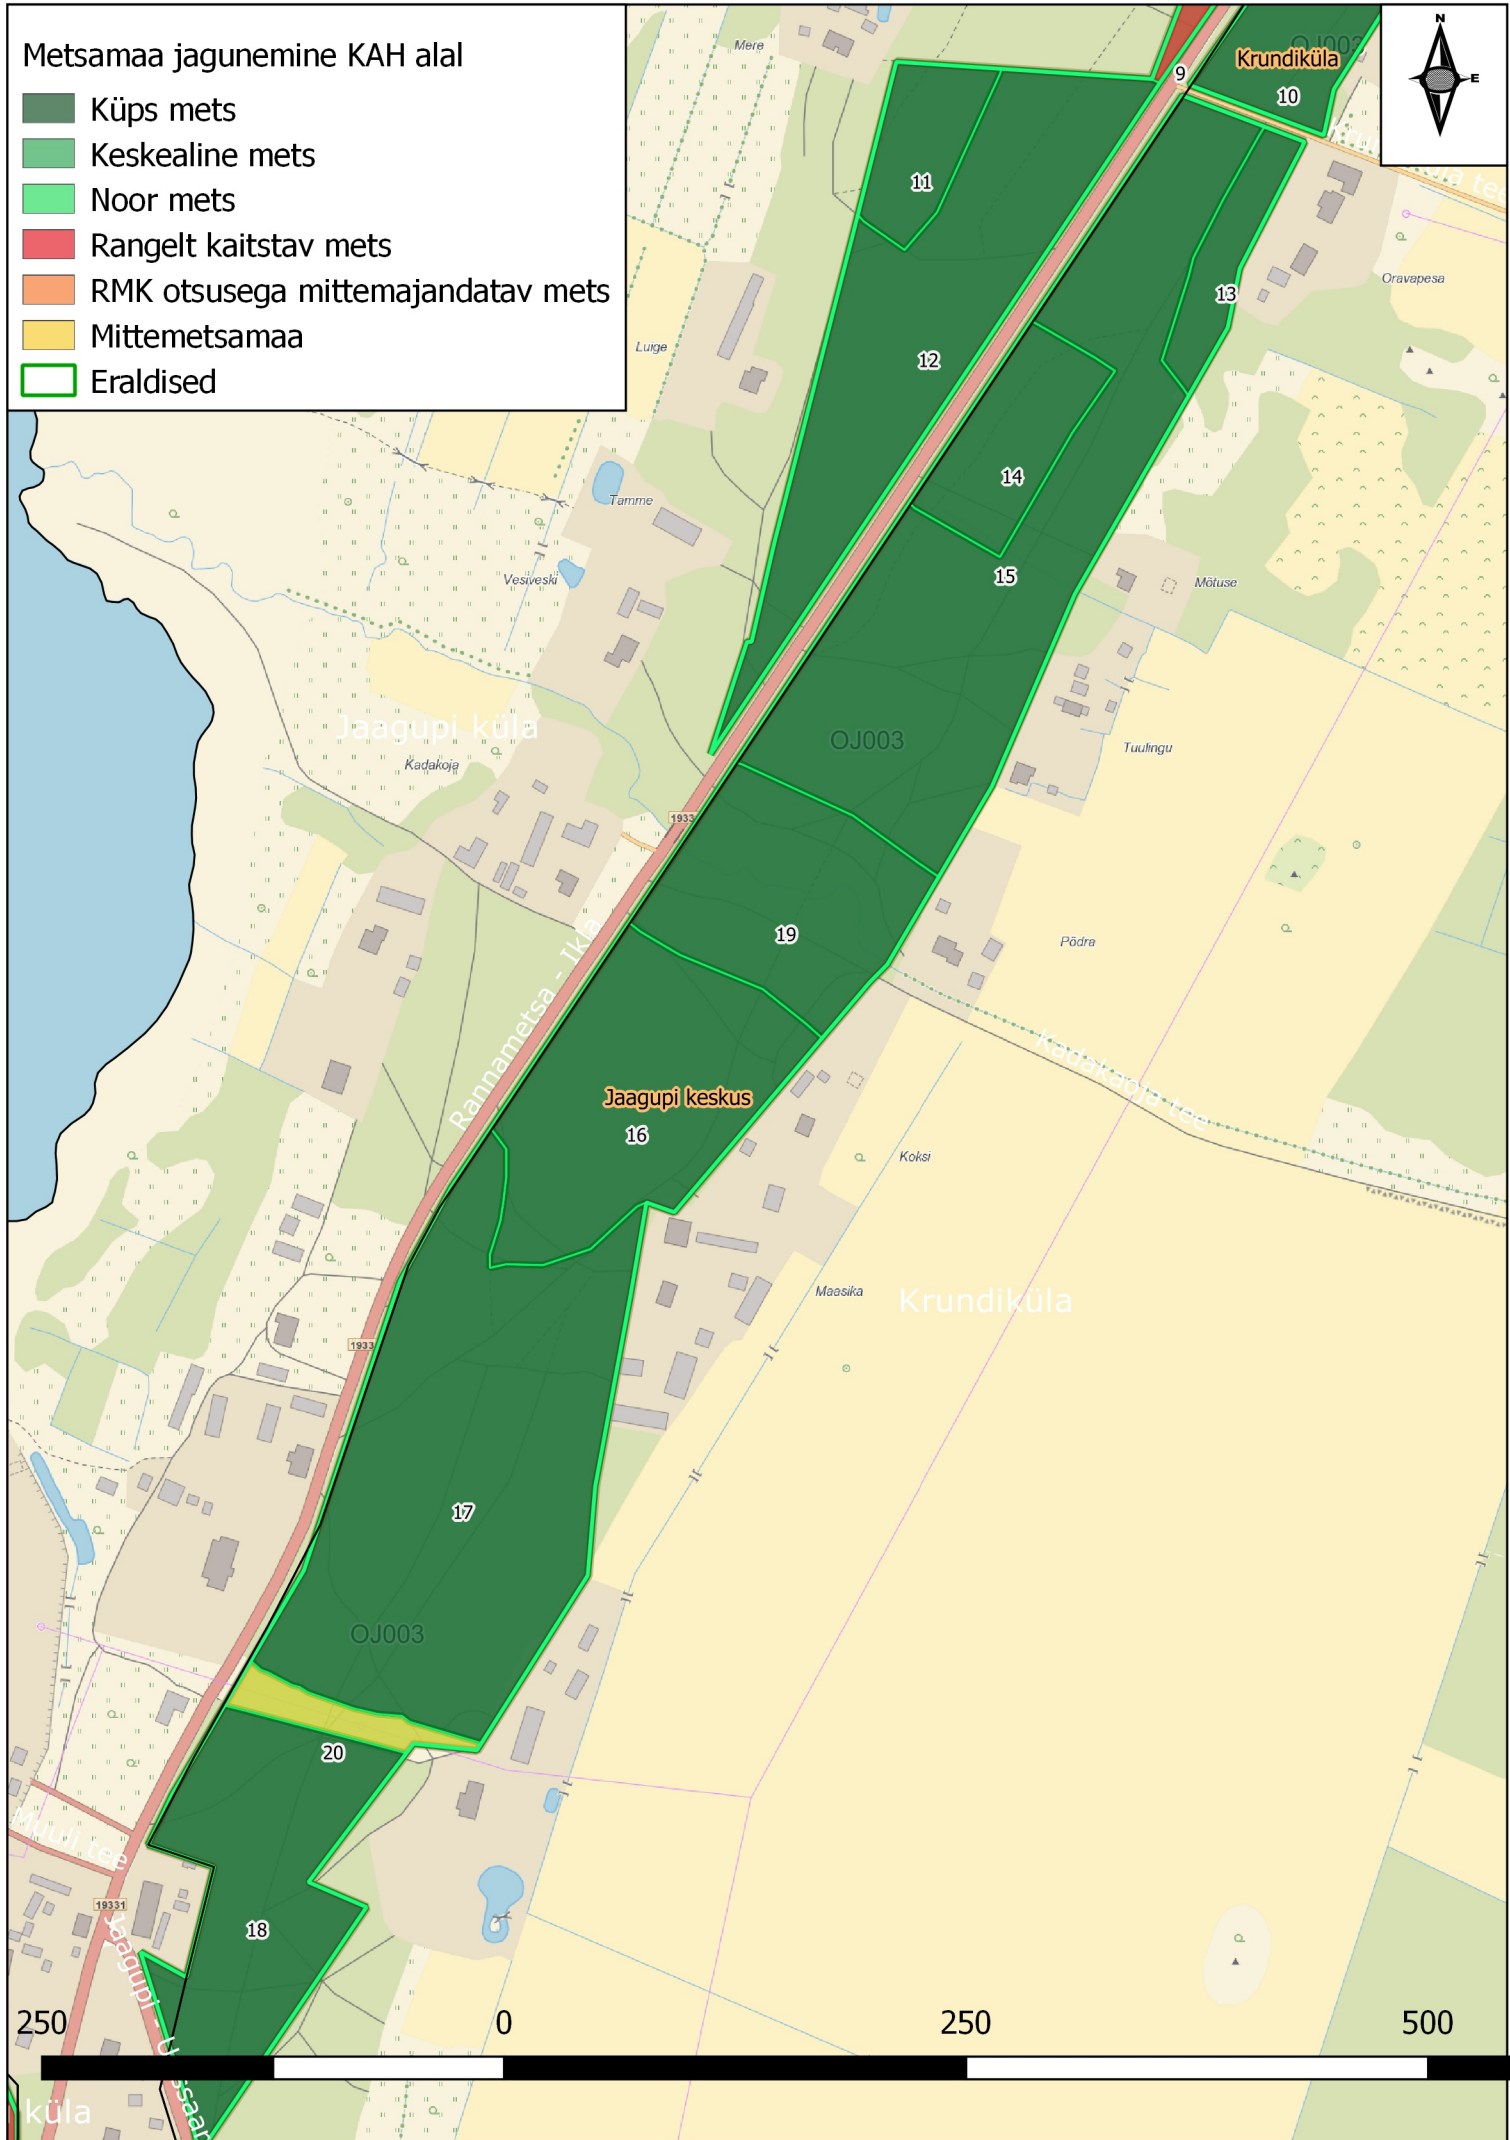 Metsamaa jagunemine KAH alal
Küps mets
Keskealine mets
Noor mets
Rangelt kaitstav mets
RMK otsusega mittemajandatav mets
Mittemetsamaa
Eraldised
N
E
Mere
OJ003
Krundiküla
9
10
11
12
13
Oravapesa
Luige
14
15
Tamme
Vesiveski
Mõtuse
Jaagupi küla
Kadakoja
OJ003
Tuulingu
1933
19
Põdra
Rannametsa - Ikla
Kadakaoja tee
Jaagupi keskus
16
Koksi
Maasika
Krundiküla
1933
17
OJ003
20
Muuli tee
19331
18
Jaagupi -
250
0
250
500
küla